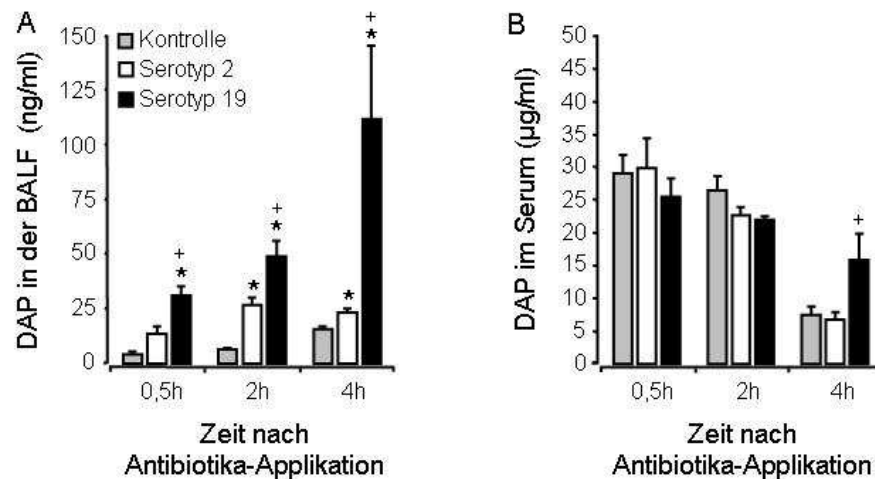 A
DAP in der BALF (ng/ml)
150
125
100
75
50
25
0
Kontrolle
Serotyp 2
Serotyp 19
+
*
+
*
*
+
*
*
+
*
0,5h 2h 4h
Zeit nach
Antibiotika-Applikation
B
DAP im Serum (µg/ml)
50
45
40
35
30
25
20
15
10
5
0
+
0,5h 2h 4h
Zeit nach
Antibiotika-Applikation